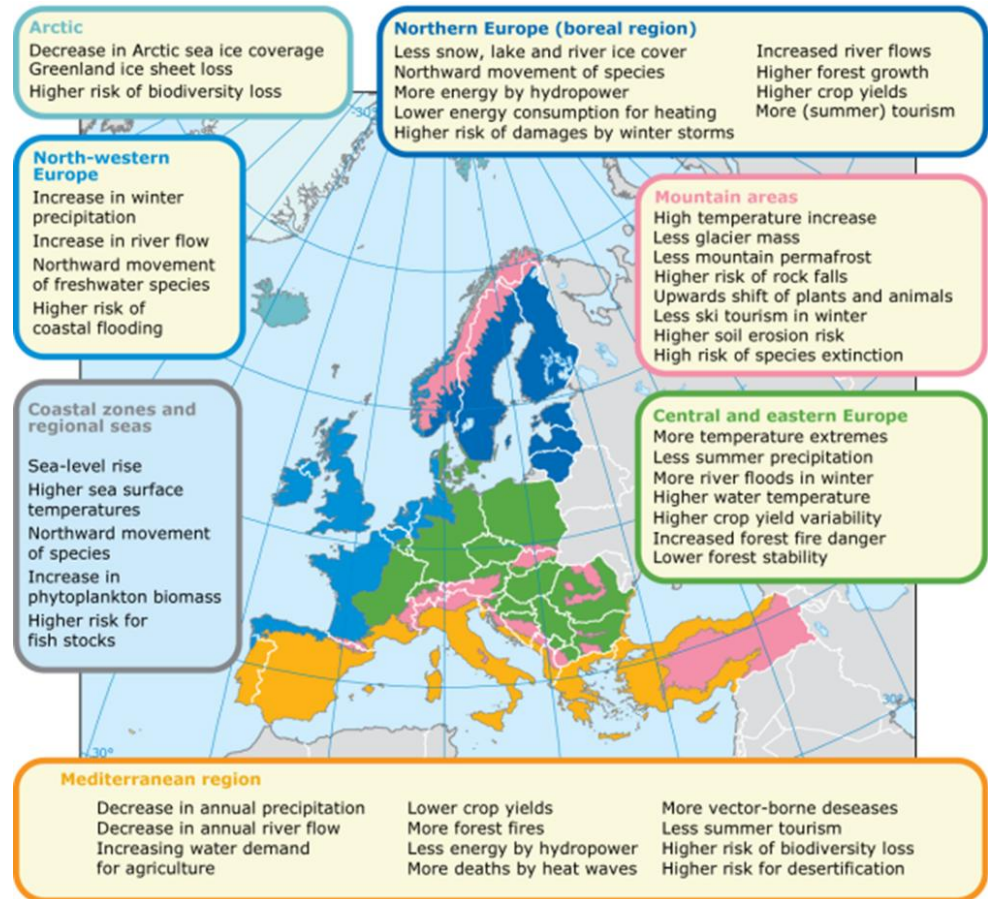 Arctic
Decrease in Arctic sea ice coverage
Greenland ice sheet loss
Higher risk of biodiversity loss
Northern Europe (boreal region)
Less snow, lake and river ice cover
Northward movement of species
More energy by hydropower
Lower energy consumption for heating
Higher risk of damages by winter storms
Increased river flows
Higher forest growth
Higher crop yields
More (summer) tourism
North-western
Europe
Increase in winter
precipitation
Increase in river flow
Northward movement
of freshwater species
Higher risk of
coastal flooding
Mountain areas
High temperature increase
Less glacier mass
Less mountain permafrost
Higher risk of rock falls
Upwards shift of plants and animals
Less ski tourism in winter
Higher soil erosion risk
High risk of species extinction
Coastal zones and
regional seas
Sea-level rise
Higher sea surface
temperatures
Northward movement
of species
Increase in
phytoplankton biomass
Higher risk for
fish stocks
Central and eastern Europe
More temperature extremes
Less summer precipitation
More river floods in winter
Higher water temperature
Higher crop yield variability
Increased forest fire danger
Lower forest stability
-30°
30°
30°
Mediterranean region
Decrease in annual precipitation
Decrease in annual river flow
Increasing water demand
for agriculture
Lower crop yields
More forest fires
Less energy by hydropower
More deaths by heat waves
More vector-borne deseases
Less summer tourism
Higher risk of biodiversity loss
Higher risk for desertification